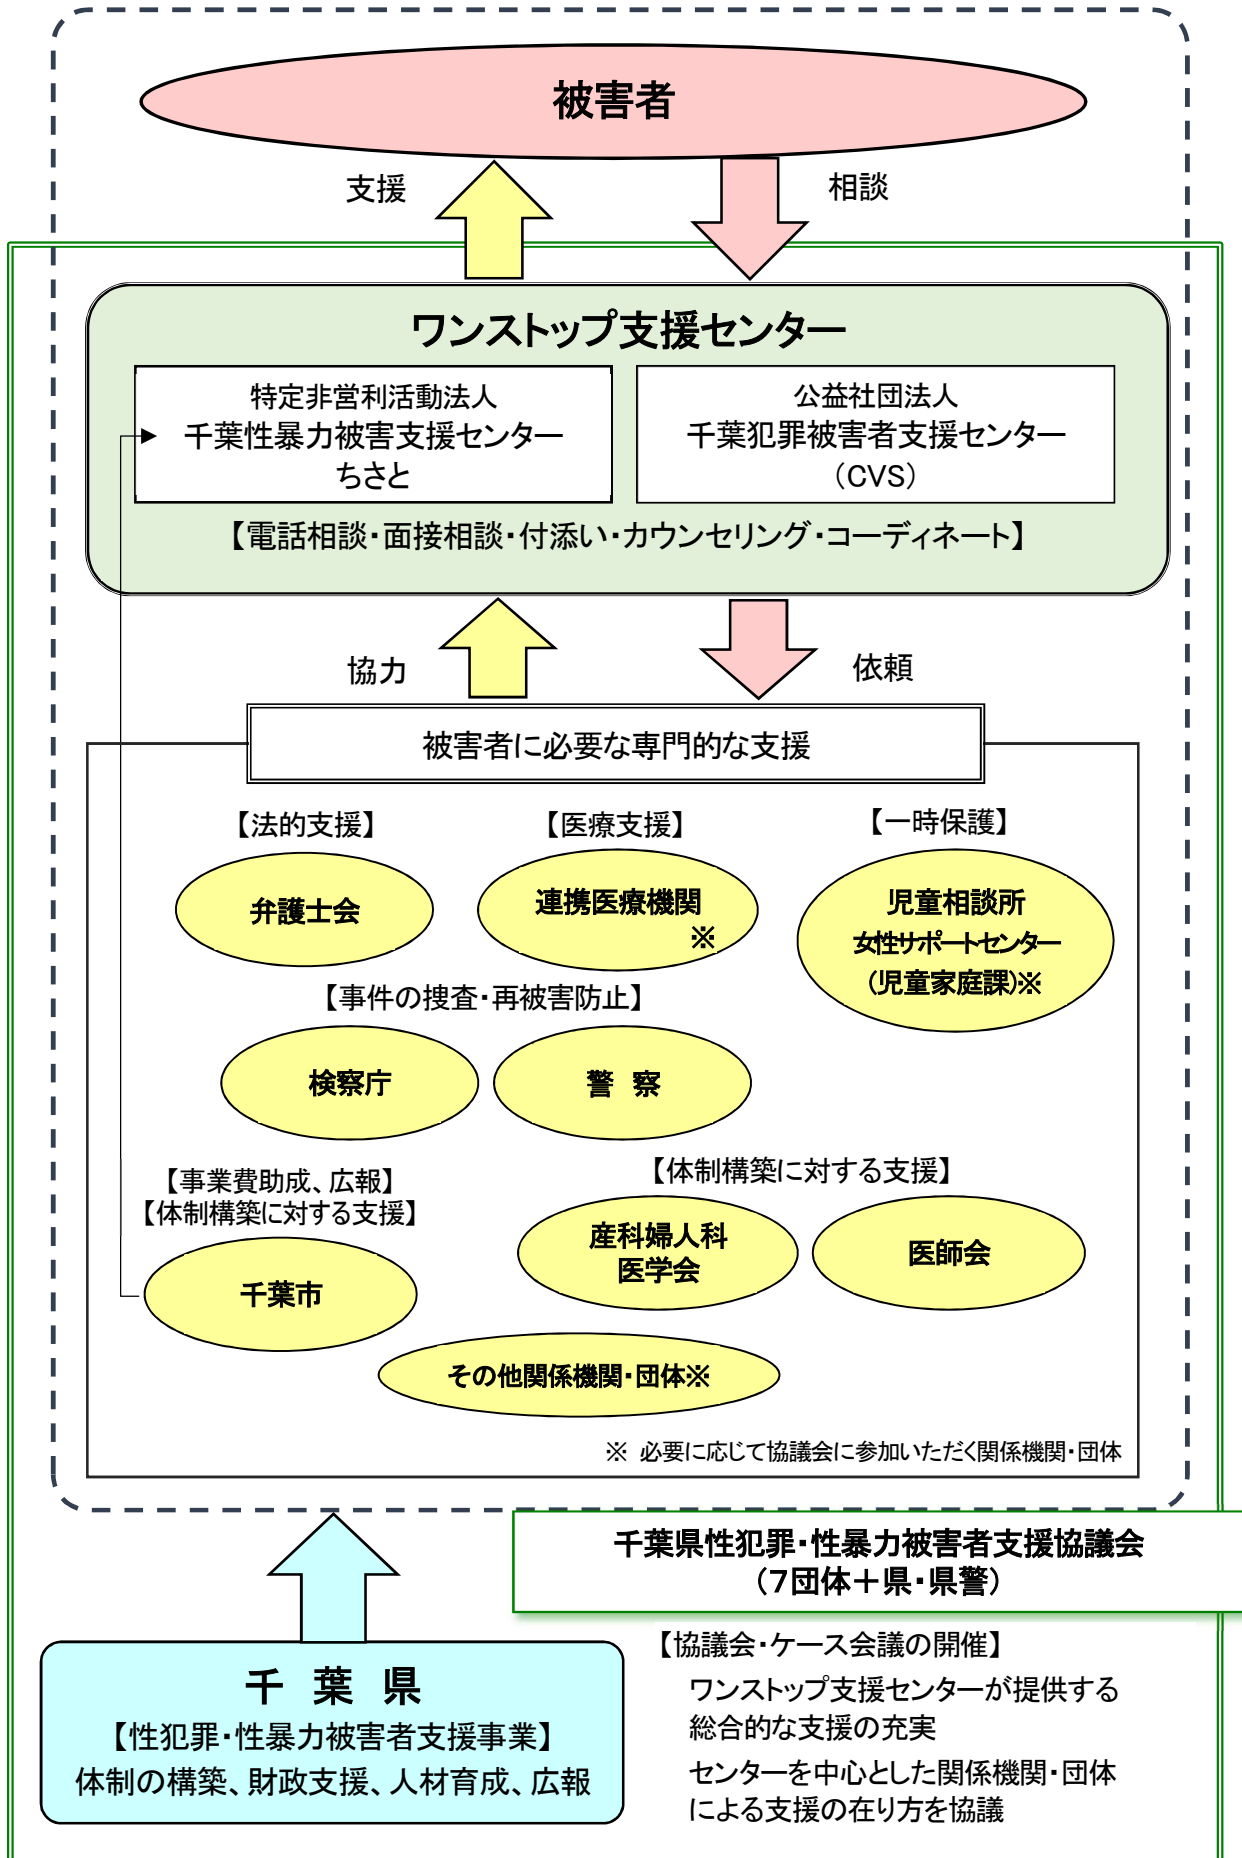 被害者
支援
相談
ワンストップ支援センター
特定非営利活動法人
千葉性暴力被害支援センター
ちさと
公益社団法人
千葉犯罪被害者支援センター
（CVS）
【電話相談・面接相談・付添い・カウンセリング・コーディネート】
協力
依頼
被害者に必要な専門的な支援
【法的支援】
弁護士会
【医療支援】
連携医療機関
※
【一時保護】
児童相談所
女性サポートセンター
（児童家庭課）※
【事件の捜査・再被害防止】
検察庁
警　察
【事業費助成、広報】
【体制構築に対する支援】
千葉市
【体制構築に対する支援】
産科婦人科
医学会
医師会
その他関係機関・団体※
※ 必要に応じて協議会に参加いただく関係機関・団体
千葉県性犯罪・性暴力被害者支援協議会
（７団体＋県・県警）
千　葉　県
【性犯罪・性暴力被害者支援事業】
体制の構築、財政支援、人材育成、広報
【協議会・ケース会議の開催】
ワンストップ支援センターが提供する
総合的な支援の充実
センターを中心とした関係機関・団体
による支援の在り方を協議